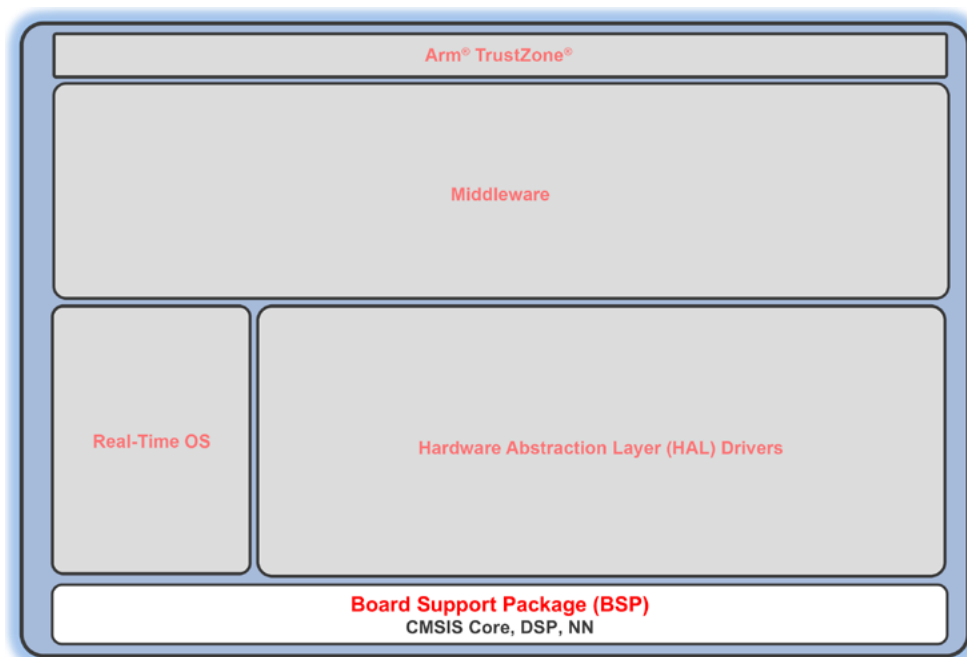 Arm® TrustZone®
Middleware
Real-Time OS
Hardware Abstraction Layer (HAL) Drivers
Board Support Package (BSP)
CMSIS Core, DSP, NN